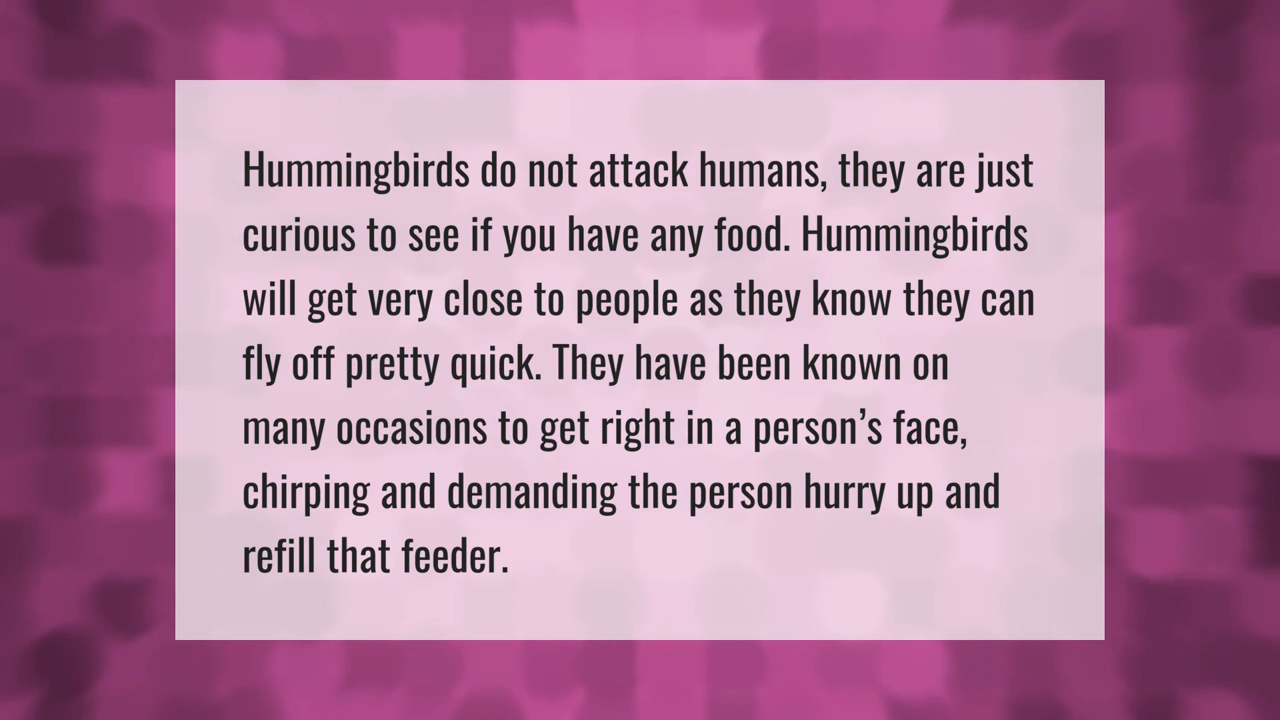 Hummingbirds do not attack humans, they are just
curious to see if you have any food. Hummingbirds
will get very close to people as they know they can
fly off pretty quick. They have been known on
many occasions to get right in a person’s face,
chirping and demanding the person hurry up and
refill that feeder.